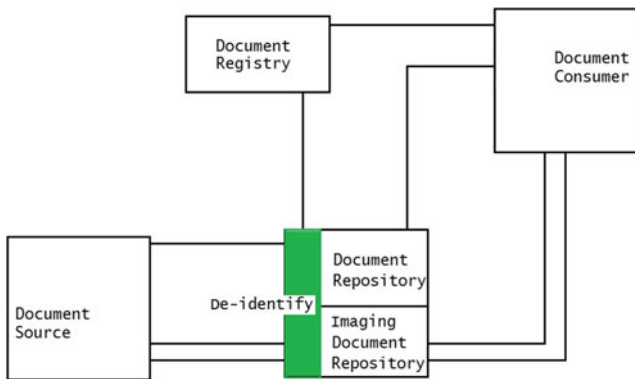 Document
Registry
Document
Consumer
Document
Repository
De-identify
Document
Source
Imaging
Document
Repository